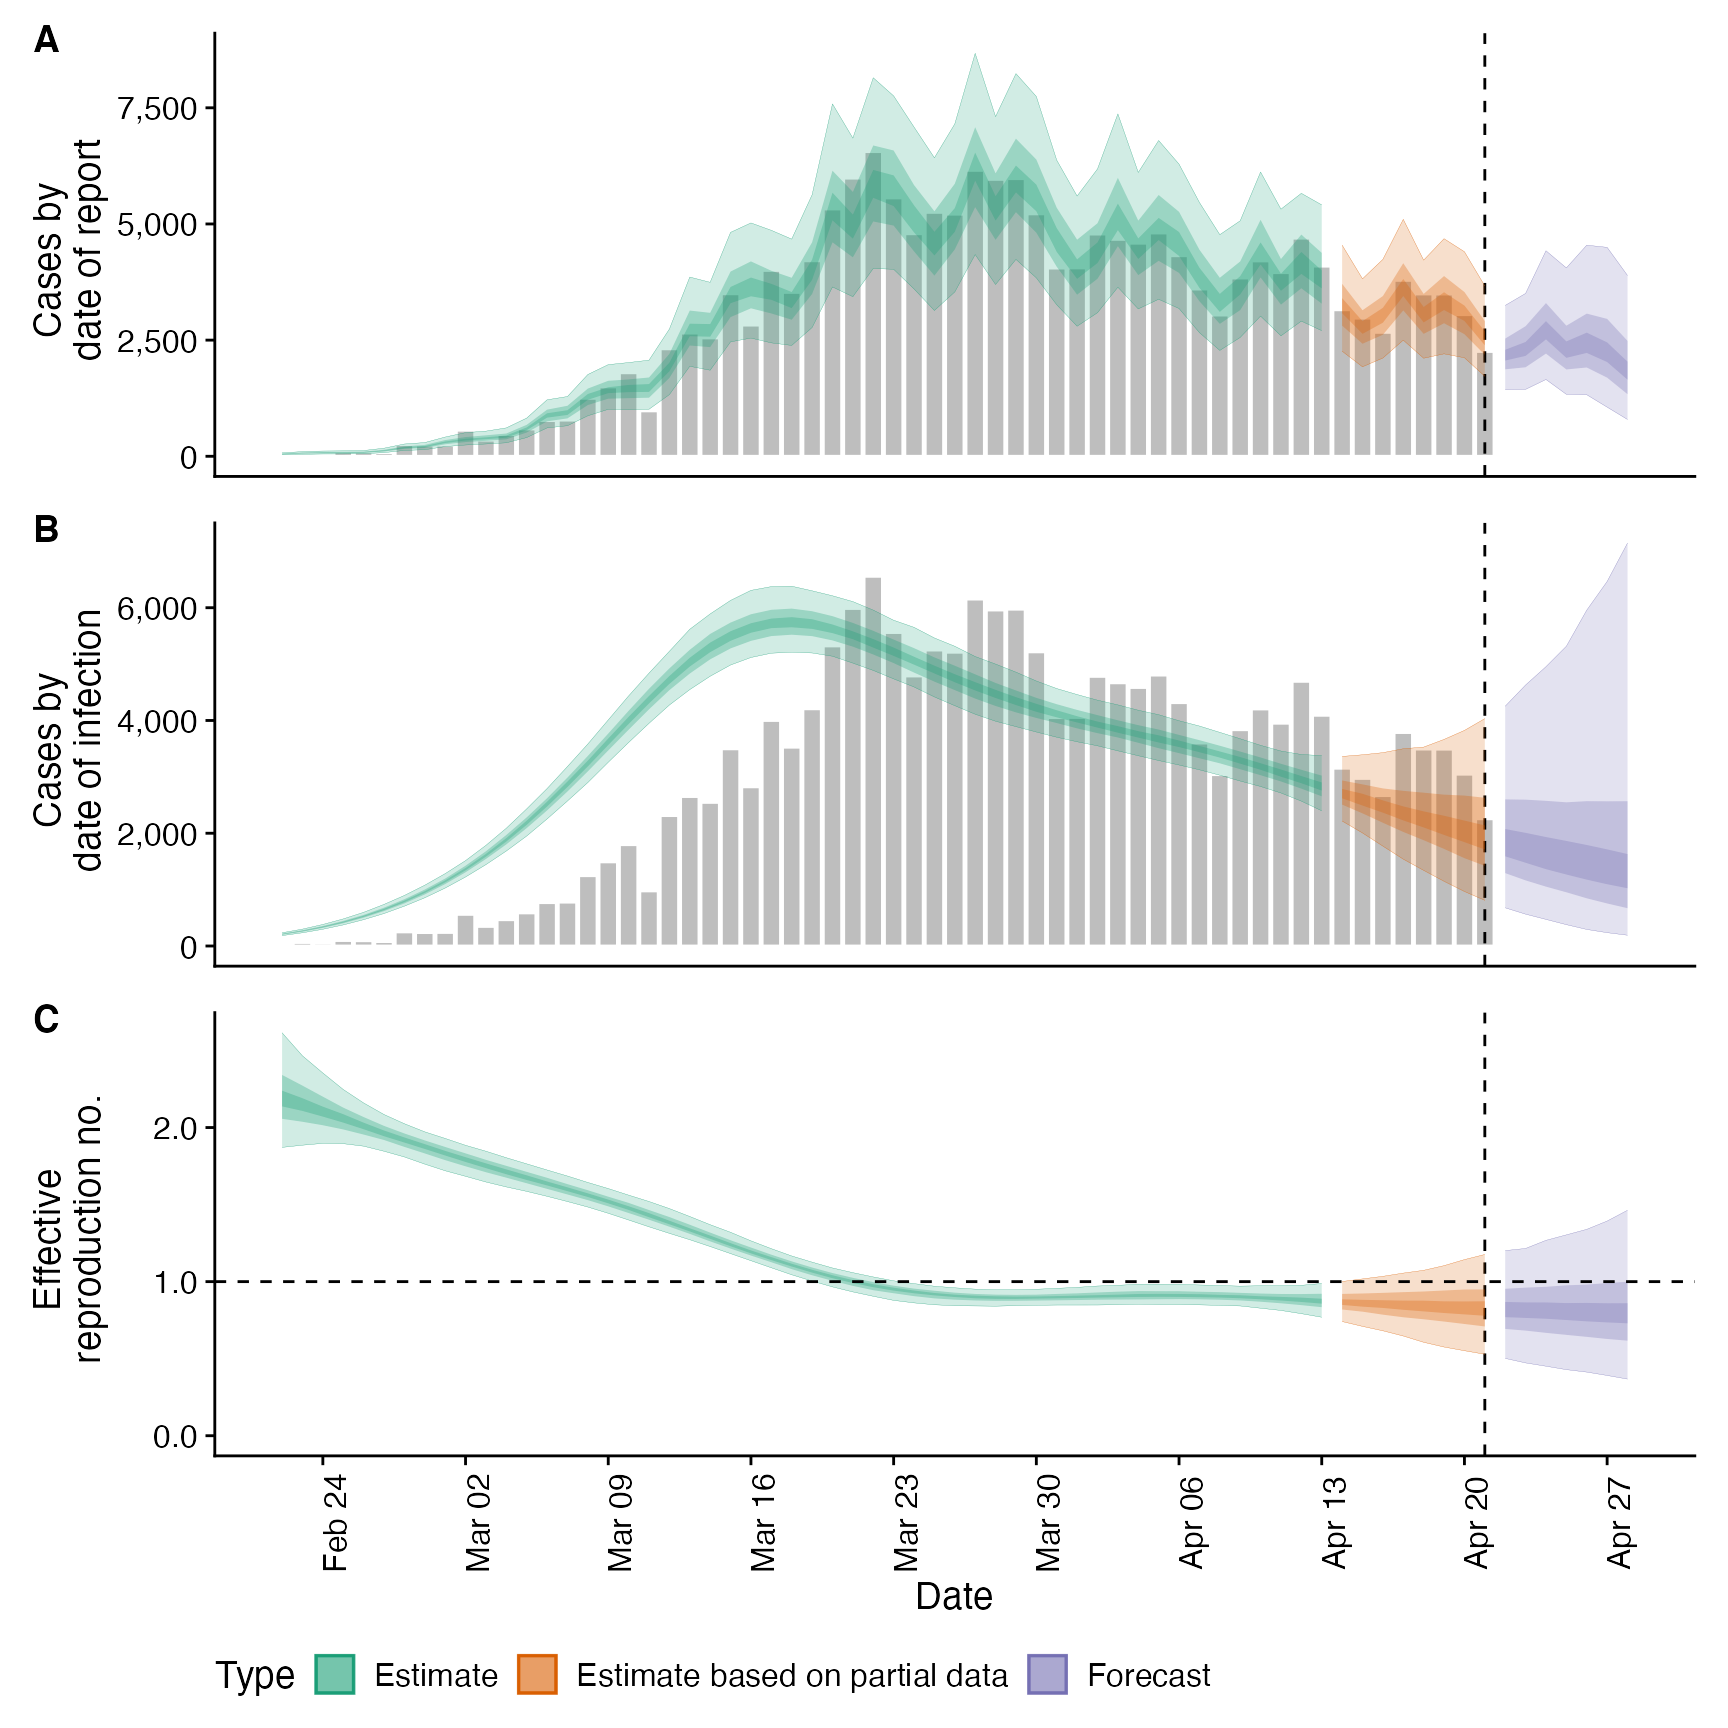 A
Cases by
date of report
7,500
5,000
2,500
0
B
Cases by
date of infection
6,000
4,000
2,000
0
C
Effective
reproduction no.
2.0
1.0
0.0
Feb 24
Mar 02
Mar 09
Mar 16
Mar 23
Mar 30
Apr 06
Apr 13
Apr 20
Apr 27
Date
Type Estimate Estimate based on partial data Forecast